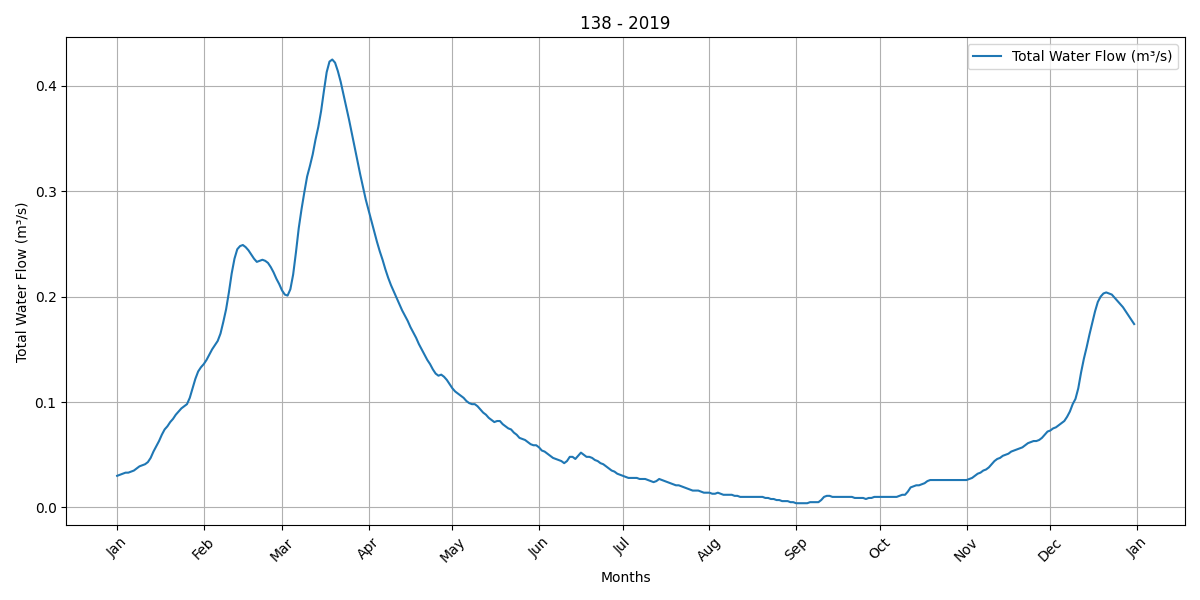 138 - 2019
Total Water Flow (m³/s)
Total Water Flow (m³/s)
0.4
0.3
0.2
0.1
0.0
Jan Feb Mar Apr May Jun Jul Aug Sep Oct Nov Dec Jan
Months